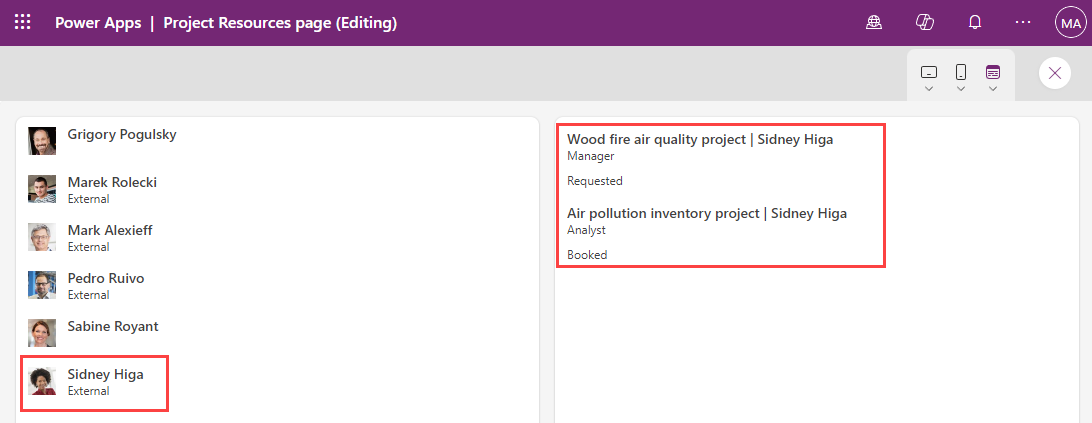 Power Apps | Project Resources page (Editing)
MA
Grigory Pogulsky
Marek Rolecki
External
Mark Alexieff
External
Pedro Ruivo
External
Sabine Royant
Sidney Higa
External
Wood fire air quality project | Sidney Higa
Manager
Requested
Air pollution inventory project | Sidney Higa
Analyst
Booked